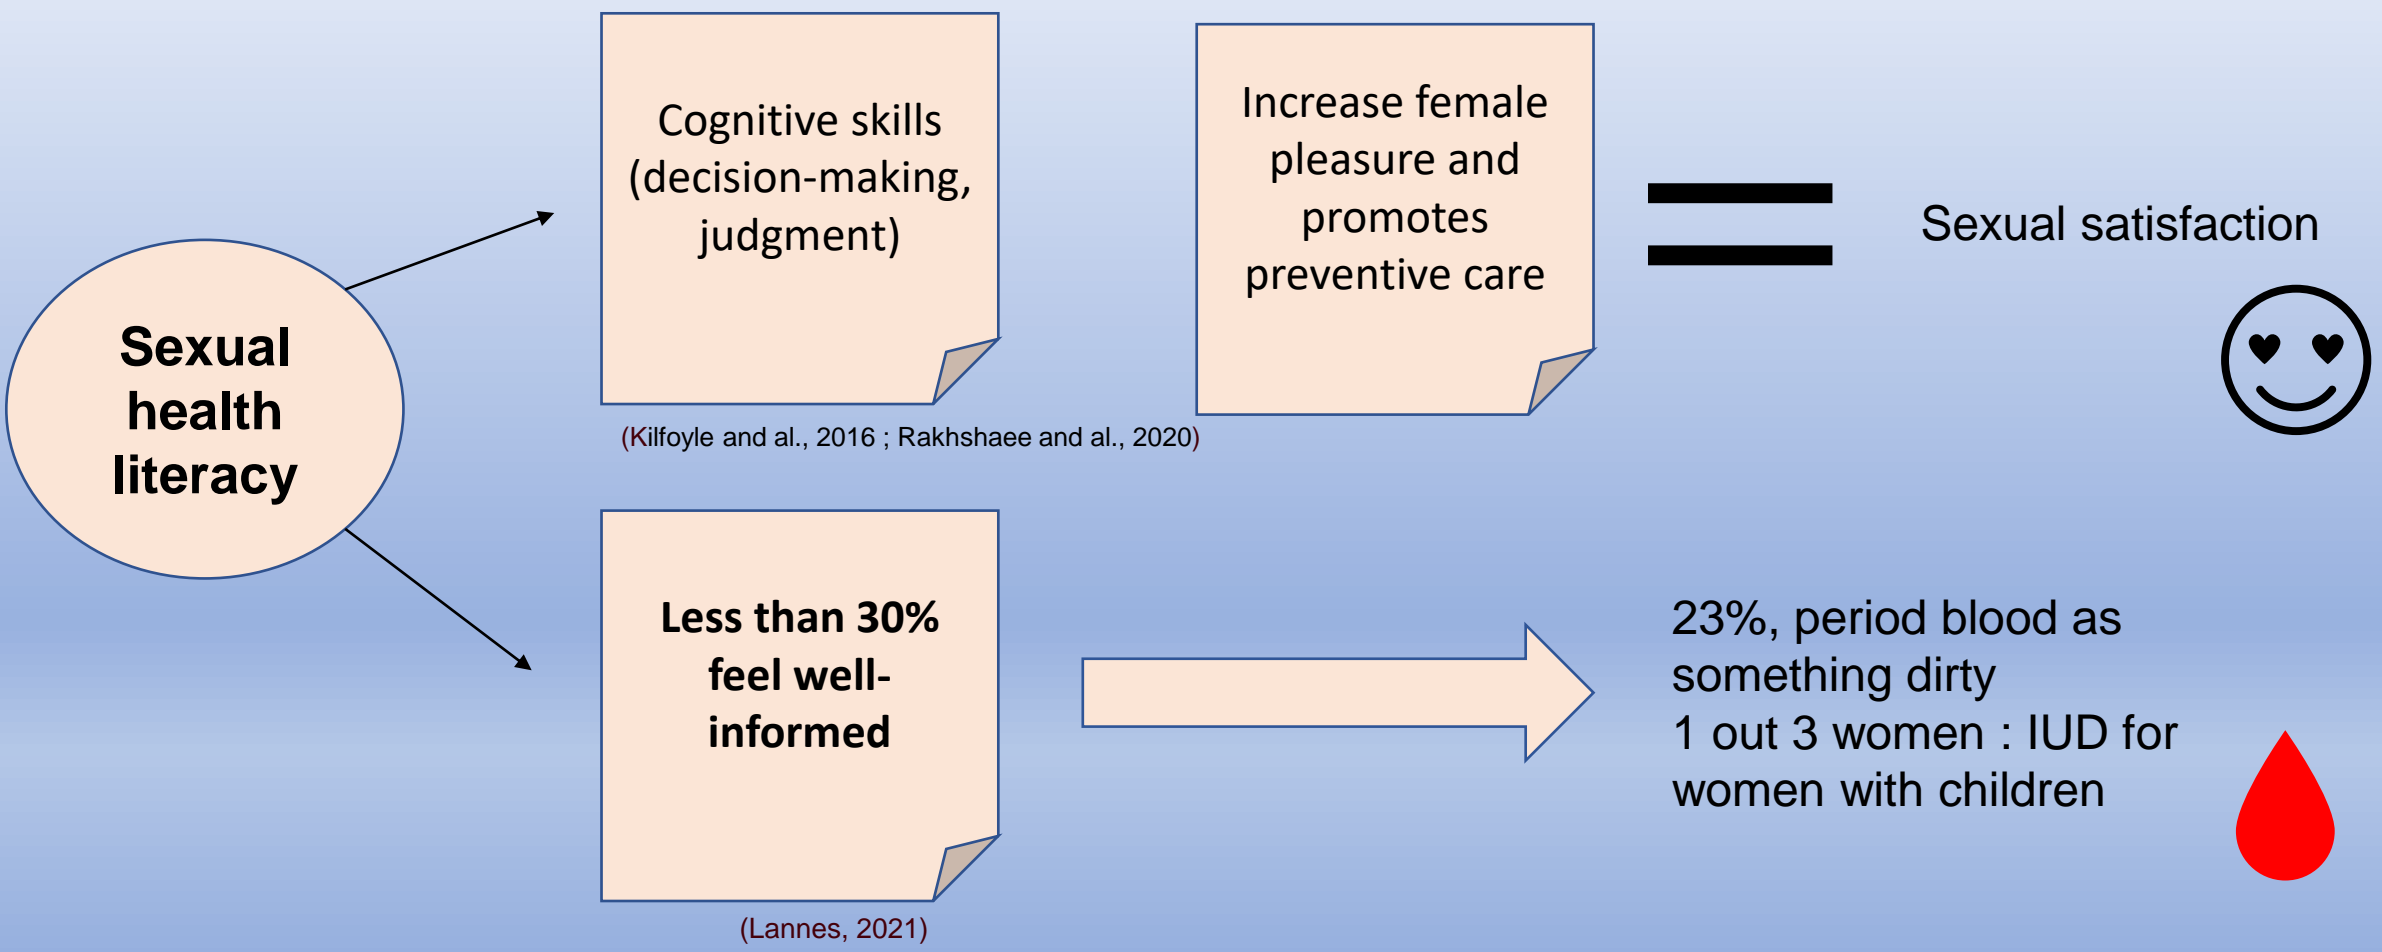 Sexual
health
literacy
Cognitive skills
(decision-making,
judgment)
(Kilfoyle and al., 2016 ; Rakhshaee and al., 2020)
Increase female
pleasure and
promotes
preventive care
Sexual satisfaction
Less than 30%
feel well-
informed
(Lannes, 2021)
23%, period blood as
something dirty
1 out 3 women : IUD for
women with children